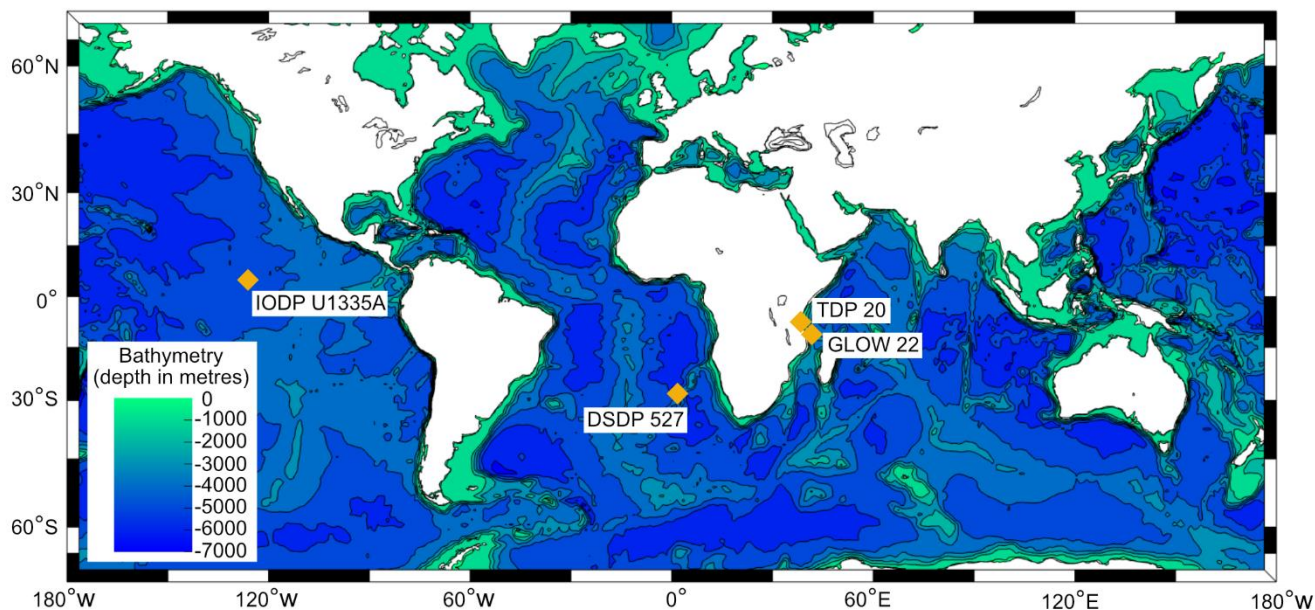 60°N
30°N
0°
30°S
60°S
IODP U1335A
TDP 20
GLOW 22
DSDP 527
Bathymetry
(depth in metres)
0
-1000
-2000
-3000
-4000
-5000
-6000
-7000
180°W 120°W 60°W 0° 60°E 120°E 180°W